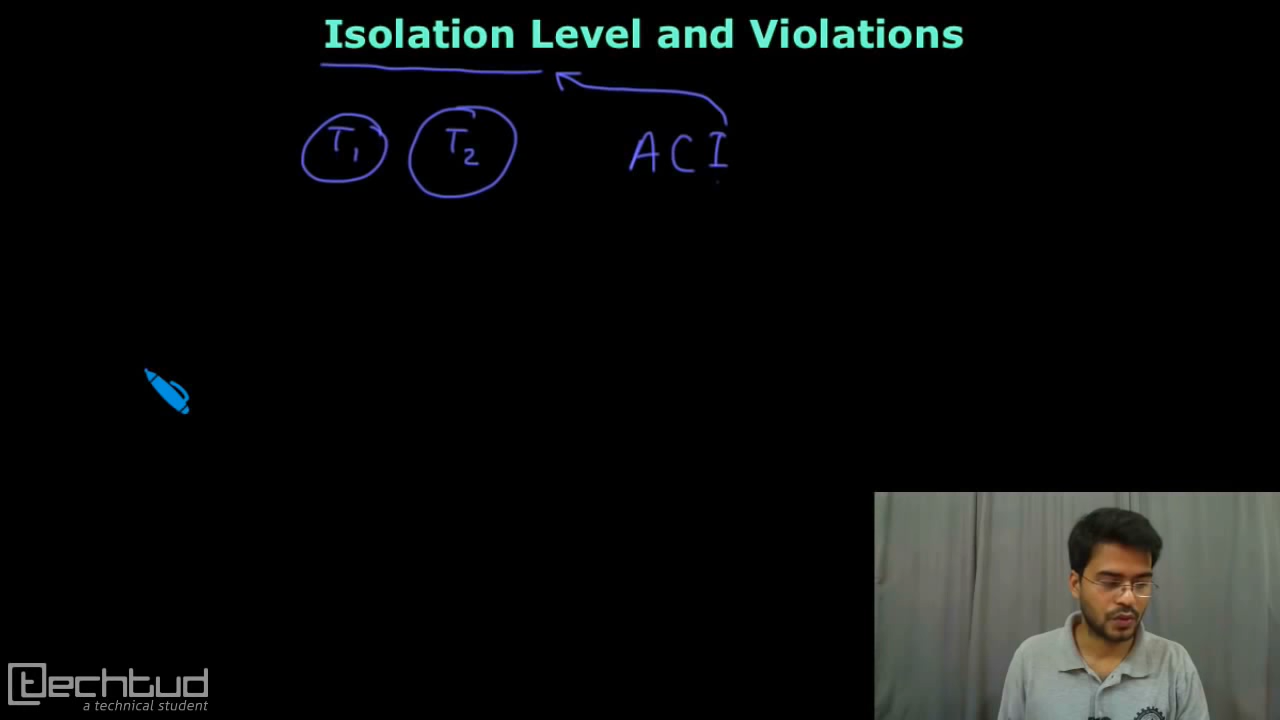 Isolation Level and Violations
T1 T2 ACI
techtud
a technical student